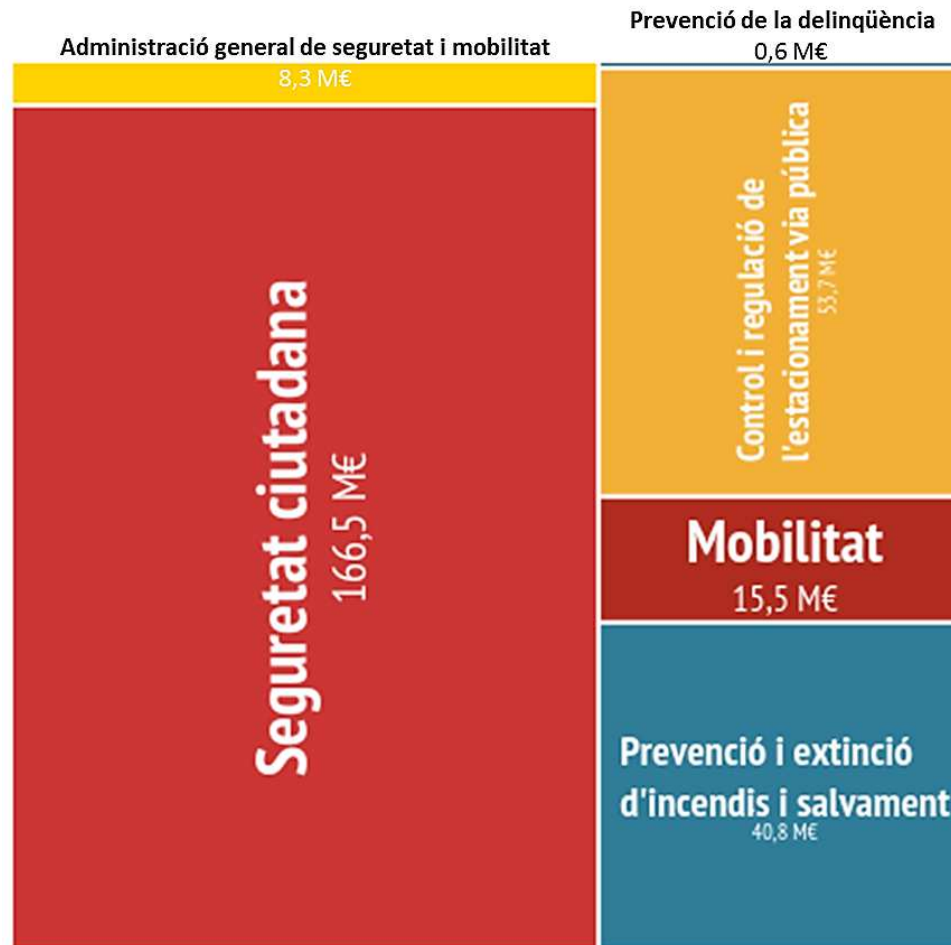 Administració general de seguretat i mobilitat
8,3 M€
Prevenció de la delinqüència
0,6 M€
Seguretat ciutadana
166,5 M€
Control i regulació de
l'estacionament via pública
53,7 M€
Mobilitat
15,5 M€
Prevenció i extinció
d'incendis i salvament
40,8 M€